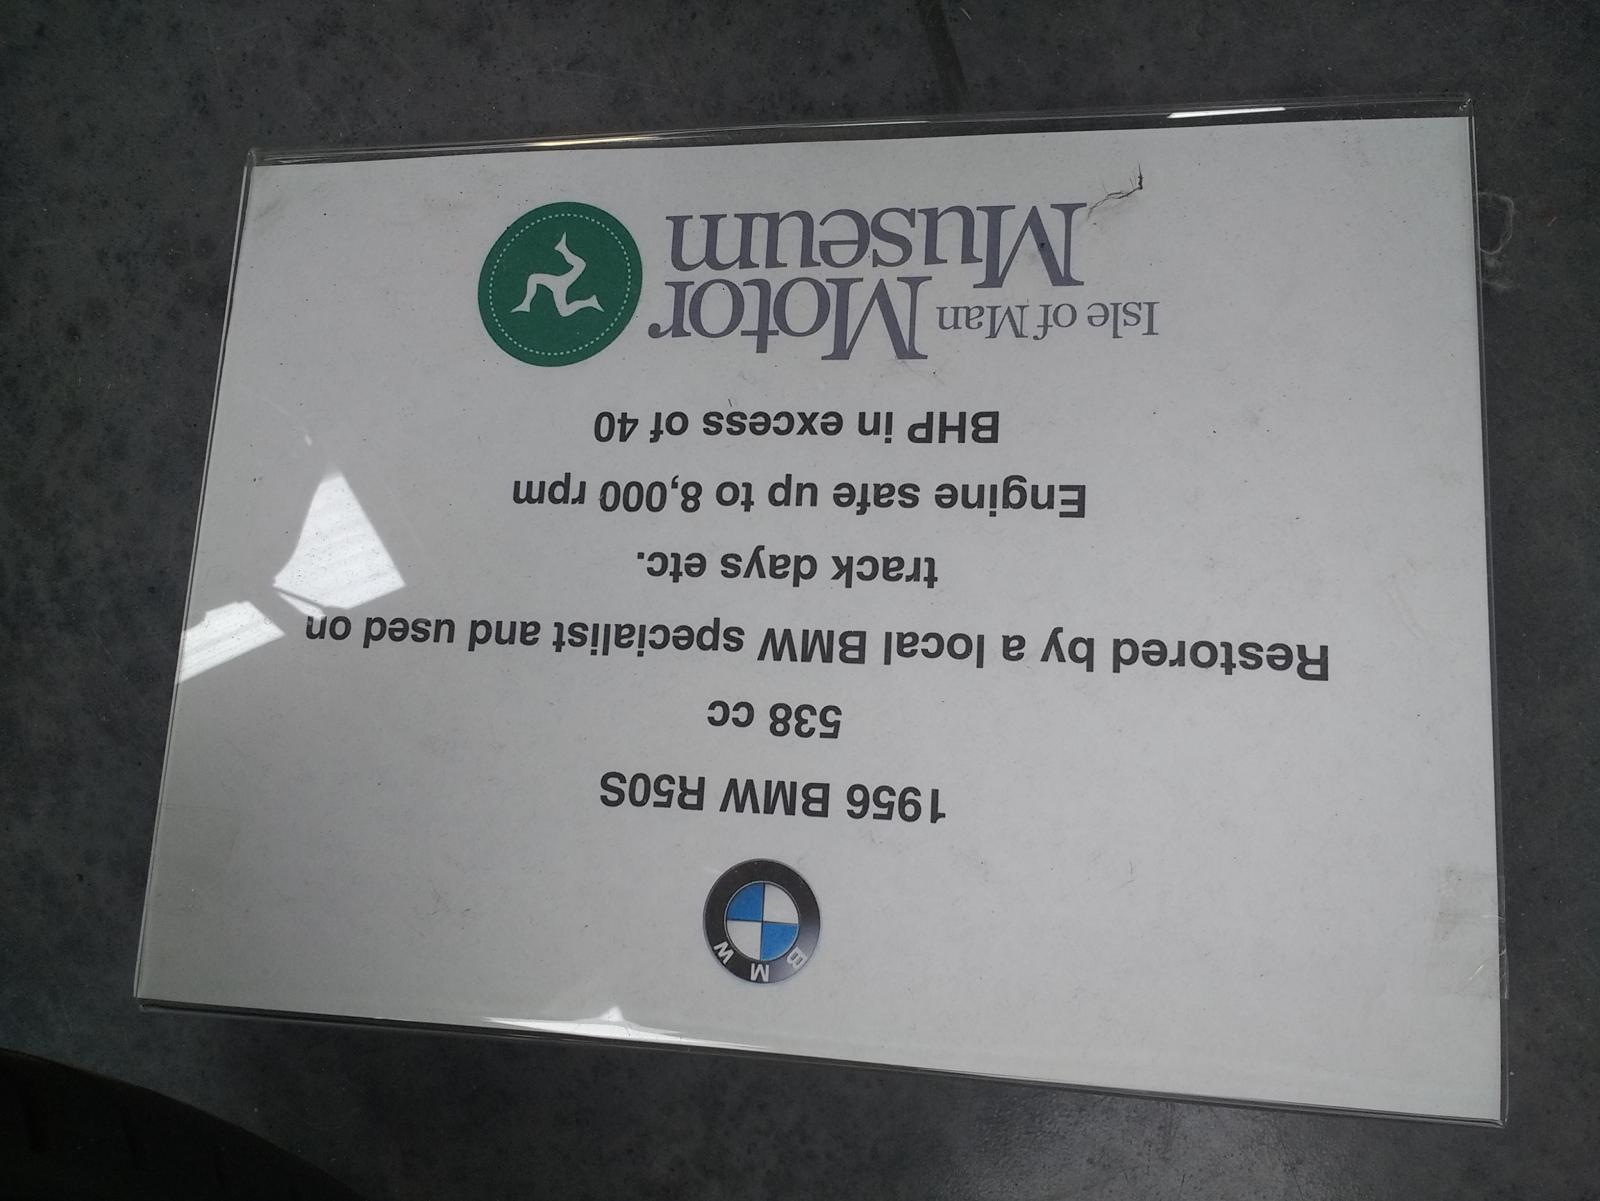 BMW
1956 BMW R50S
538 cc
Restored by a local BMW specialist and used on
track days etc.
Engine safe up to 8,000 rpm
BHP in excess of 40
Isle of Man Motor
Museum